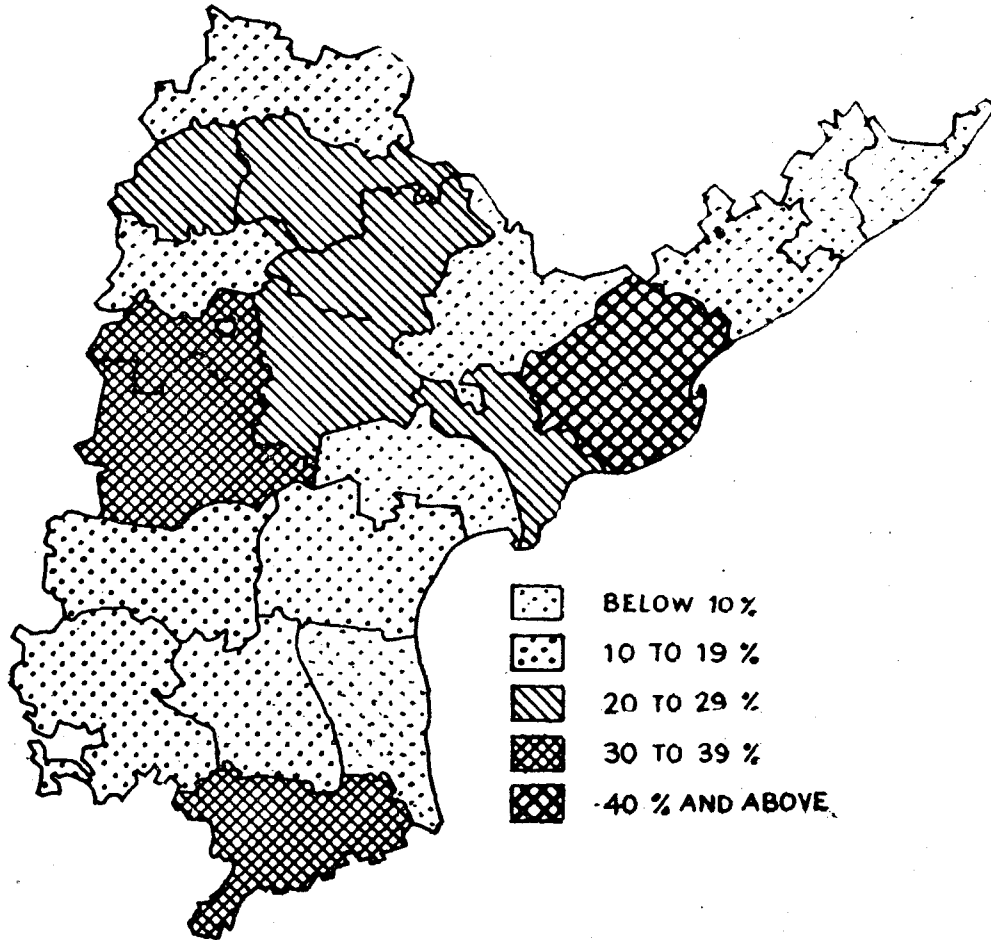 BELOW 10 %
10 TO 19 %
20 TO 29 %
30 TO 39 %
40 % AND ABOVE